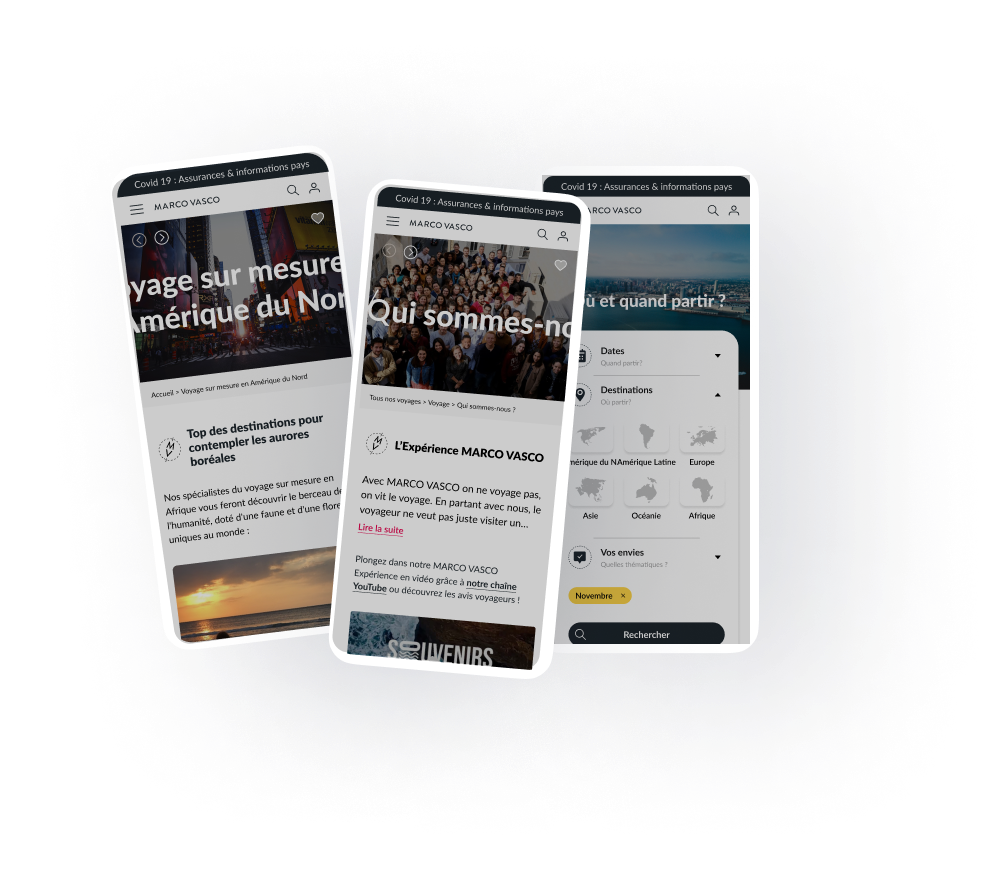 Covid 19 : Assurances & informations pays
MARCO VASCO
yage sur mesure
mérique du Nor
Accueil > Voyage sur mesure en Amérique du Nord
Top des destinations pour
contempler les aurores
boréales
Nos spécialistes du voyage sur mesure en
Afrique vous feront découvrir le berceau de
l'humanité, doté d'une faune et d'une flore
uniques au monde :
Covid 19 : Assurances & informations pays
MARCO VASCO
Qui sommes-no
Tous nos voyages > Voyage > Qui sommes-nous ?
L'Expérience MARCO VASCO
Avec MARCO VASCO on ne voyage pas,
on vit le voyage. En partant avec nous, le
voyageur ne veut pas juste visiter un...
Lire la suite
Plongez dans notre MARCO VASCO
Expérience en vidéo grâce à notre chaîne
YouTube ou découvrez les avis voyageurs !
SOUVENIRS
Covid 19 : Assurances & informations pays
ARCO VASCO
ù et quand partir ?
Dates
Quand partir?
Destinations
Où partir?
mérique du N Amérique Latine Europe
Asie Océanie Afrique
Vos envies
Quelles thématiques ?
Novembre ×
Rechercher